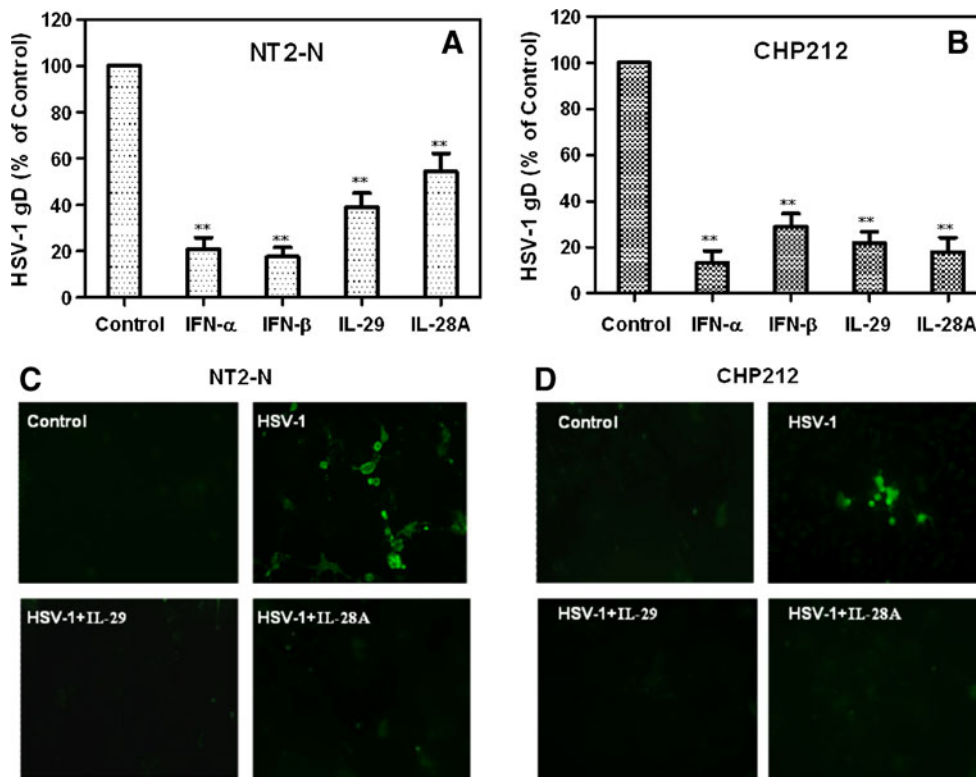 A
NT2-N
HSV-1 gD (% of Control)
120
100
80
60
40
20
0
**
**
**
**
Control IFN-α IFN-β IL-29 IL-28A
B
CHP212
HSV-1 gD (% of Control)
120
100
80
60
40
20
0
**
**
**
**
Control IFN-α IFN-β IL-29 IL-28A
C
NT2-N
Control
HSV-1
HSV-1+IL-29
HSV-1+IL-28A
D
CHP212
Control
HSV-1
HSV-1+IL-29
HSV-1+IL-28A